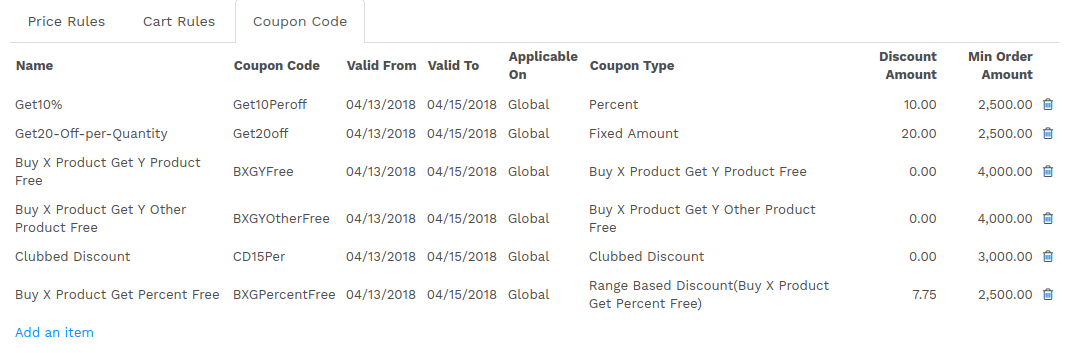 Price Rules Cart Rules Coupon Code
Name Coupon Code Valid From Valid To Applicable On Coupon Type Discount Amount Min Order Amount
Get10% Get10Peroff 04/13/2018 04/15/2018 Global Percent 10.00 2,500.00
Get20-Off-per-Quantity Get20off 04/13/2018 04/15/2018 Global Fixed Amount 20.00 2,500.00
Buy X Product Get Y Product Free BXGYFree 04/13/2018 04/15/2018 Global Buy X Product Get Y Product Free 0.00 4,000.00
Buy X Product Get Y Other Product Free BXGYOtherFree 04/13/2018 04/15/2018 Global Buy X Product Get Y Other Product Free 0.00 4,000.00
Clubbed Discount CD15Per 04/13/2018 04/15/2018 Global Clubbed Discount 0.00 3,000.00
Buy X Product Get Percent Free BXGPercentFree 04/13/2018 04/15/2018 Global Range Based Discount(Buy X Product Get Percent Free) 7.75 2,500.00
Add an item